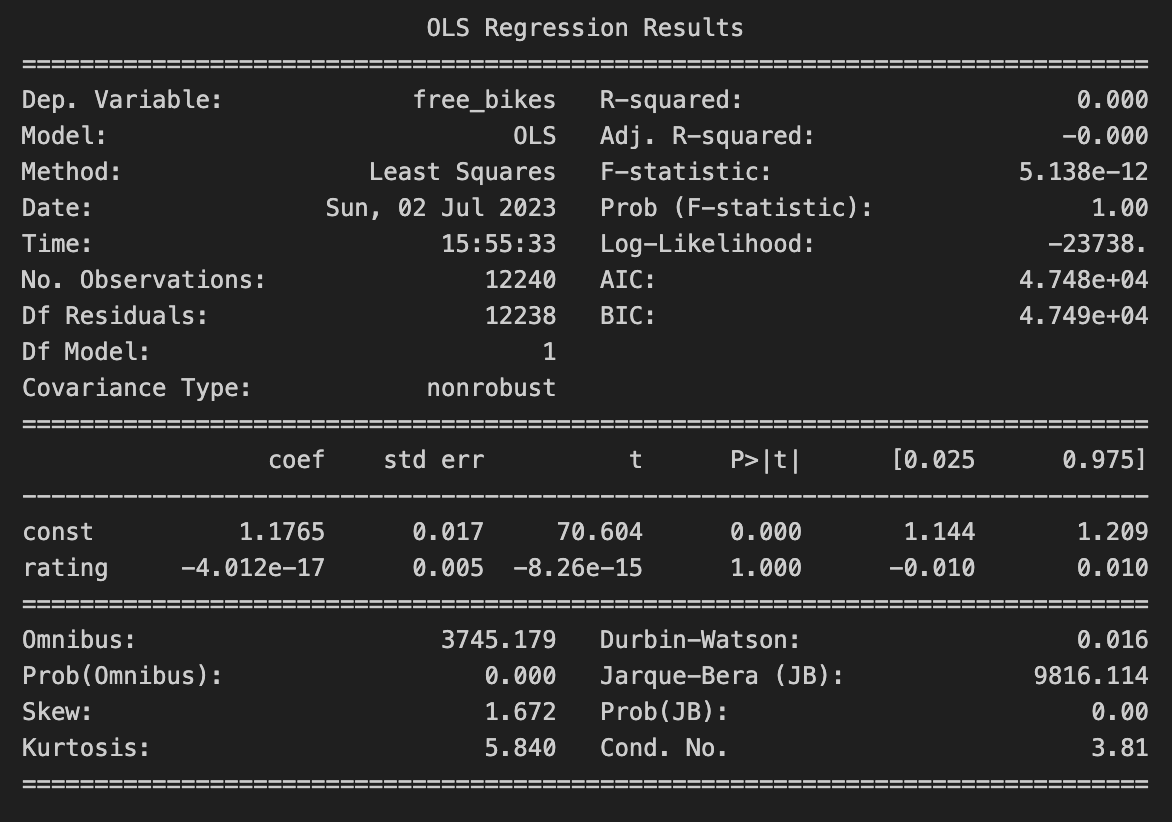 OLS Regression Results
==============================================================================
Dep. Variable:             free_bikes   R-squared:                       0.000
Model:                            OLS   Adj. R-squared:                 -0.000
Method:                 Least Squares   F-statistic:                 5.138e-12
Date:                Sun, 02 Jul 2023   Prob (F-statistic):               1.00
Time:                        15:55:33   Log-Likelihood:                -23738.
No. Observations:               12240   AIC:                         4.748e+04
Df Residuals:                   12238   BIC:                         4.749e+04
Df Model:                           1
Covariance Type:            nonrobust
==============================================================================
                 coef    std err          t      P>|t|      [0.025      0.975]
------------------------------------------------------------------------------
const          1.1765      0.017     70.604      0.000       1.144       1.209
rating     -4.012e-17      0.005  -8.26e-15      1.000      -0.010       0.010
==============================================================================
Omnibus:                     3745.179   Durbin-Watson:                   0.016
Prob(Omnibus):                  0.000   Jarque-Bera (JB):             9816.114
Skew:                           1.672   Prob(JB):                         0.00
Kurtosis:                       5.840   Cond. No.                         3.81
==============================================================================